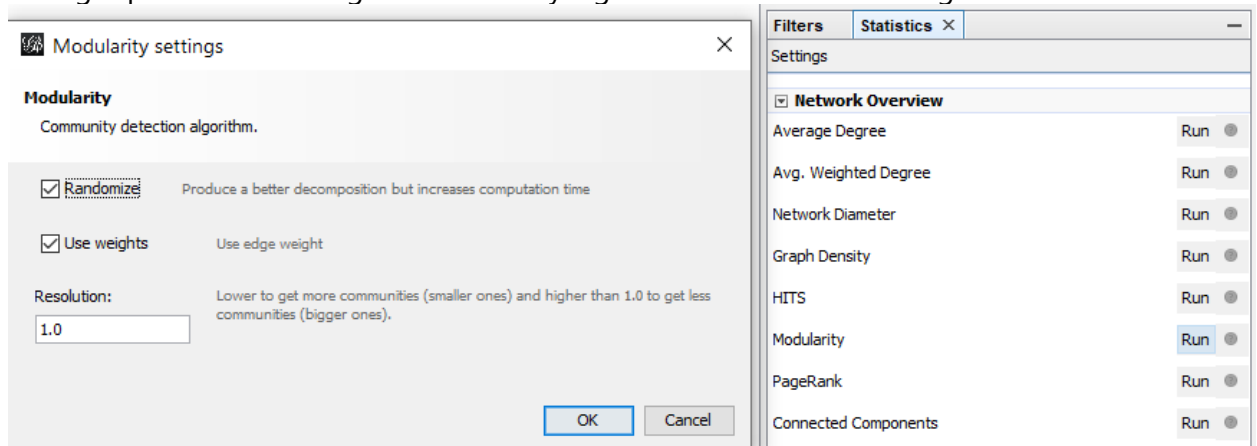 Modularity settings
Modularity
Community detection algorithm.
Randomize Produce a better decomposition but increases computation time
Use weights Use edge weight
Resolution: Lower to get more communities (smaller ones) and higher than 1.0 to get less
communities (bigger ones).
1.0
OK Cancel
Filters Statistics
Settings
Network Overview
Average Degree Run
Avg. Weighted Degree Run
Network Diameter Run
Graph Density Run
HITS Run
Modularity Run
PageRank Run
Connected Components Run